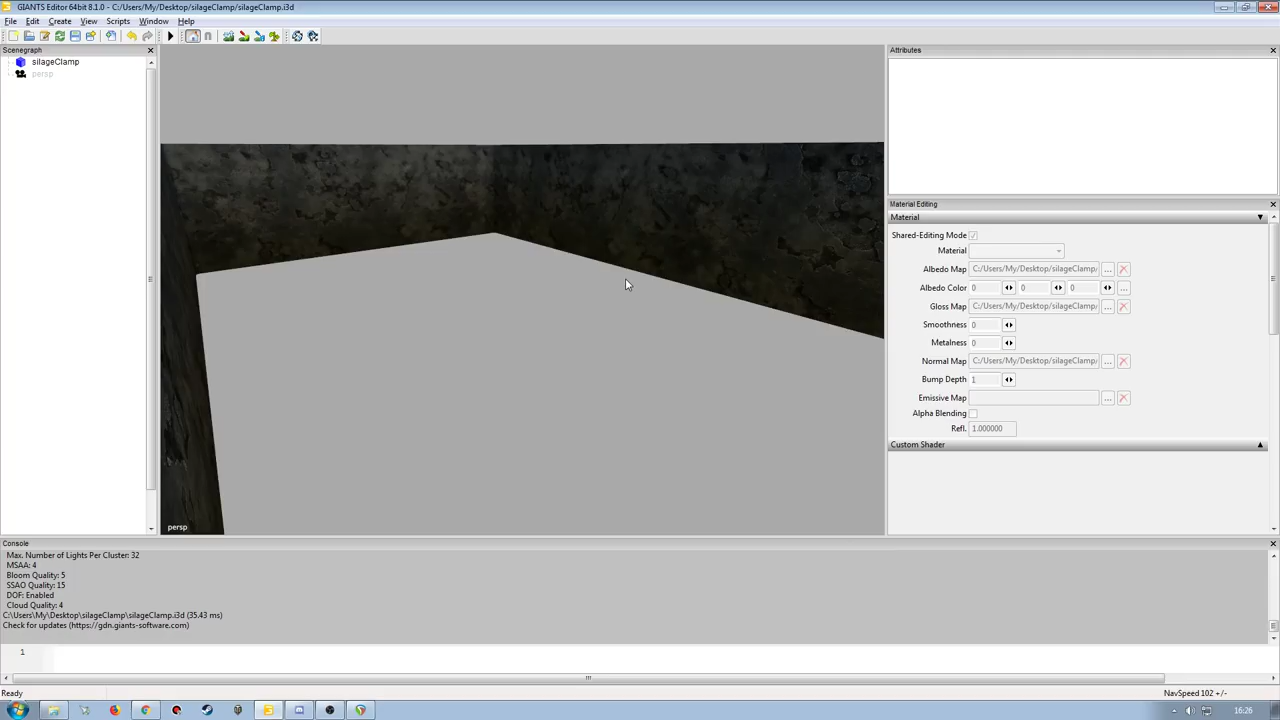 GIANTS Editor 64bit 8.1.0 - C:/Users/My/Desktop/silageClamp/silageClamp.i3d
File Edit View Create Scripts Window Help
Scenegraph
silageClamp
persp
persp
Attributes
Material Editing
Material
Shared-Editing Mode
Material
Albedo Map C:/Users/My/Desktop/silageClamp/ ...
Albedo Color 0 0 0 ...
Gloss Map C:/Users/My/Desktop/silageClamp/ ...
Smoothness 0
Metalness 0
Normal Map C:/Users/My/Desktop/silageClamp/ ...
Bump Depth 1
Emissive Map ...
Alpha Blending
Refl. 1.000000
Custom Shader
Console
Max. Number of Lights Per Cluster: 32
MSAA: 4
Bloom Quality: 5
SSAO Quality: 15
DOF: Enabled
Cloud Quality: 4
C:\Users\My\Desktop\silageClamp\silageClamp.i3d (35.43 ms)
Check for updates (https://gdn.giants-software.com)
1
Ready
NavSpeed 102 +/-
16:26